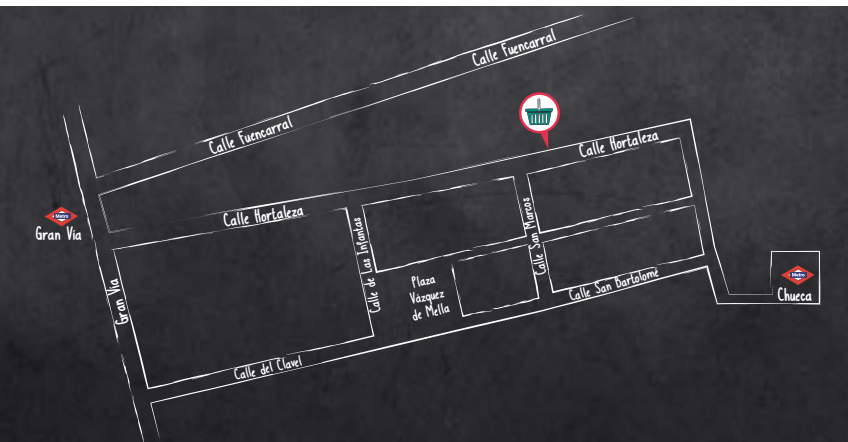 Calle Fuencarral
Calle Fuencarral
Calle Hortaleza
Calle Hortaleza
Metro
Gran Vía
Gran Vía
Calle de Las Infantas
Calle San Marcos
Plaza
Vázquez
de Mella
Calle San Bartolomé
Metro
Chueca
Calle del Clavel